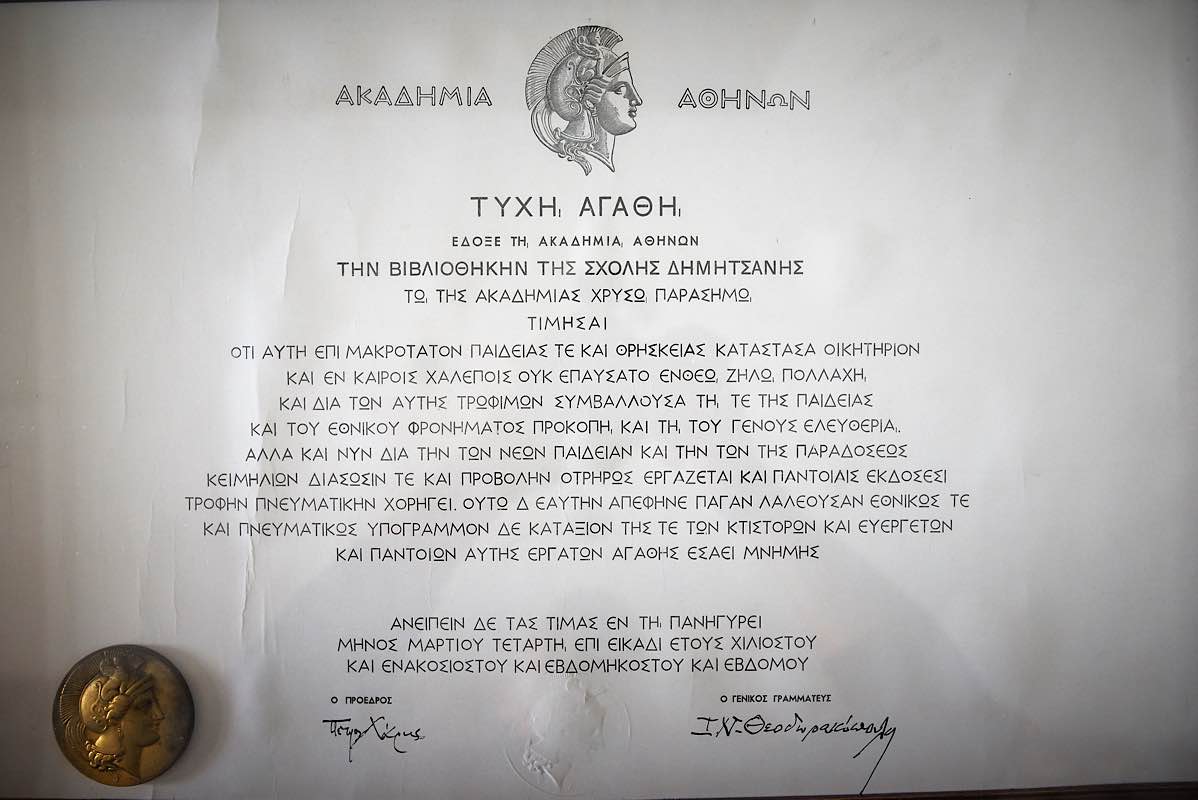 ΑΚΑΔΗΜΙΑ ΑΘΗΝΩΝ
ΤΥΧΗι ΑΓΑΘΗι
ΕΔΟΞΕ ΤΗι ΑΚΑΔΗΜΙΑι ΑΘΗΝΩΝ
ΤΗΝ ΒΙΒΛΙΟΘΗΚΗΝ ΤΗΣ ΣΧΟΛΗΣ ΔΗΜΗΤΣΑΝΗΣ
ΤΩι ΤΗΣ ΑΚΑΔΗΜΙΑΣ ΧΡΥΣΩι ΠΑΡΑΣΗΜΩι
ΤΙΜΗΣΑΙ
ΟΤΙ ΑΥΤΗ ΕΠΙ ΜΑΚΡΟΤΑΤΟΝ ΠΑΙΔΕΙΑΣ ΤΕ ΚΑΙ ΘΡΗΣΚΕΙΑΣ ΚΑΤΑΣΤΑΣΑ ΟΙΚΗΤΗΡΙΟΝ
ΚΑΙ ΕΝ ΚΑΙΡΟΙΣ ΧΑΛΕΠΟΙΣ ΟΥΚ ΕΠΑΥΣΑΤΟ ΕΝΘΕΩι ΖΗΛΩι ΠΟΛΛΑΧΗι
ΚΑΙ ΔΙΑ ΤΩΝ ΑΥΤΗΣ ΤΡΩΦΙΜΩΝ ΣΥΜΒΑΛΛΟΥΣΑ ΤΗι ΤΕ ΤΗΣ ΠΑΙΔΕΙΑΣ
ΚΑΙ ΤΟΥ ΕΘΝΙΚΟΥ ΦΡΟΝΗΜΑΤΟΣ ΠΡΟΚΟΠΗι ΚΑΙ ΤΗι ΤΟΥ ΓΕΝΟΥΣ ΕΛΕΥΘΕΡΙΑι.
ΑΛΛΑ ΚΑΙ ΝΥΝ ΔΙΑ ΤΗΝ ΤΩΝ ΝΕΩΝ ΠΑΙΔΕΙΑΝ ΚΑΙ ΤΗΝ ΤΩΝ ΤΗΣ ΠΑΡΑΔΟΣΕΩΣ
ΚΕΙΜΗΛΙΩΝ ΔΙΑΣΩΣΙΝ ΤΕ ΚΑΙ ΠΡΟΒΟΛΗΝ ΟΤΡΗΡΩΣ ΕΡΓΑΖΕΤΑΙ ΚΑΙ ΠΑΝΤΟΙΑΙΣ ΕΚΔΟΣΕΣΙ
ΤΡΟΦΗΝ ΠΝΕΥΜΑΤΙΚΗΝ ΧΟΡΗΓΕΙ. ΟΥΤΩ Δ ΕΑΥΤΗΝ ΑΠΕΦΗΝΕ ΠΑΓΑΝ ΛΑΛΕΟΥΣΑΝ ΕΘΝΙΚΩΣ ΤΕ
ΚΑΙ ΠΝΕΥΜΑΤΙΚΩΣ ΥΠΟΓΡΑΜΜΟΝ ΔΕ ΚΑΤΑΞΙΟΝ ΤΗΣ ΤΕ ΤΩΝ ΚΤΙΣΤΟΡΩΝ ΚΑΙ ΕΥΕΡΓΕΤΩΝ
ΚΑΙ ΠΑΝΤΟΙΩΝ ΑΥΤΗΣ ΕΡΓΑΤΩΝ ΑΓΑΘΗΣ ΕΣΑΕΙ ΜΝΗΜΗΣ
ΑΝΕΙΠΕΙΝ ΔΕ ΤΑΣ ΤΙΜΑΣ ΕΝ ΤΗι ΠΑΝΗΓΥΡΕΙ
ΜΗΝΟΣ ΜΑΡΤΙΟΥ ΤΕΤΑΡΤΗι ΕΠΙ ΕΙΚΑΔΙ ΕΤΟΥΣ ΧΙΛΙΟΣΤΟΥ
ΚΑΙ ΕΝΑΚΟΣΙΟΣΤΟΥ ΚΑΙ ΕΒΔΟΜΗΚΟΣΤΟΥ ΚΑΙ ΕΒΔΟΜΟΥ
Ο ΠΡΟΕΔΡΟΣ Ο ΓΕΝΙΚΟΣ ΓΡΑΜΜΑΤΕΥΣ
Πετρ Χάρης Ι.Ν. Θεοδωρακόπουλος